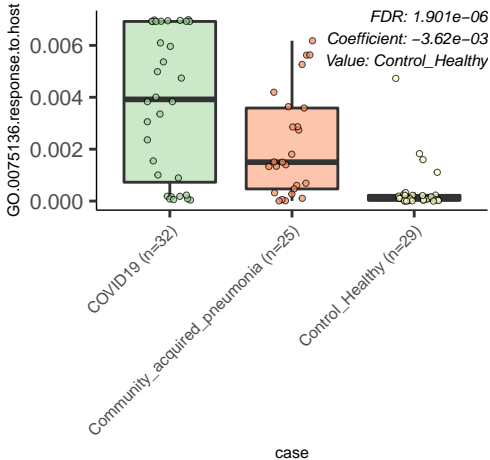 FDR: 1.901e−06
Coefficient: −3.62e−03
Value: Control_Healthy
GO.0075136.response.to.host
0.006
0.004
0.002
0.000
COVID19 (n=32)
Community_acquired_pneumonia (n=25)
Control_Healthy (n=29)
case